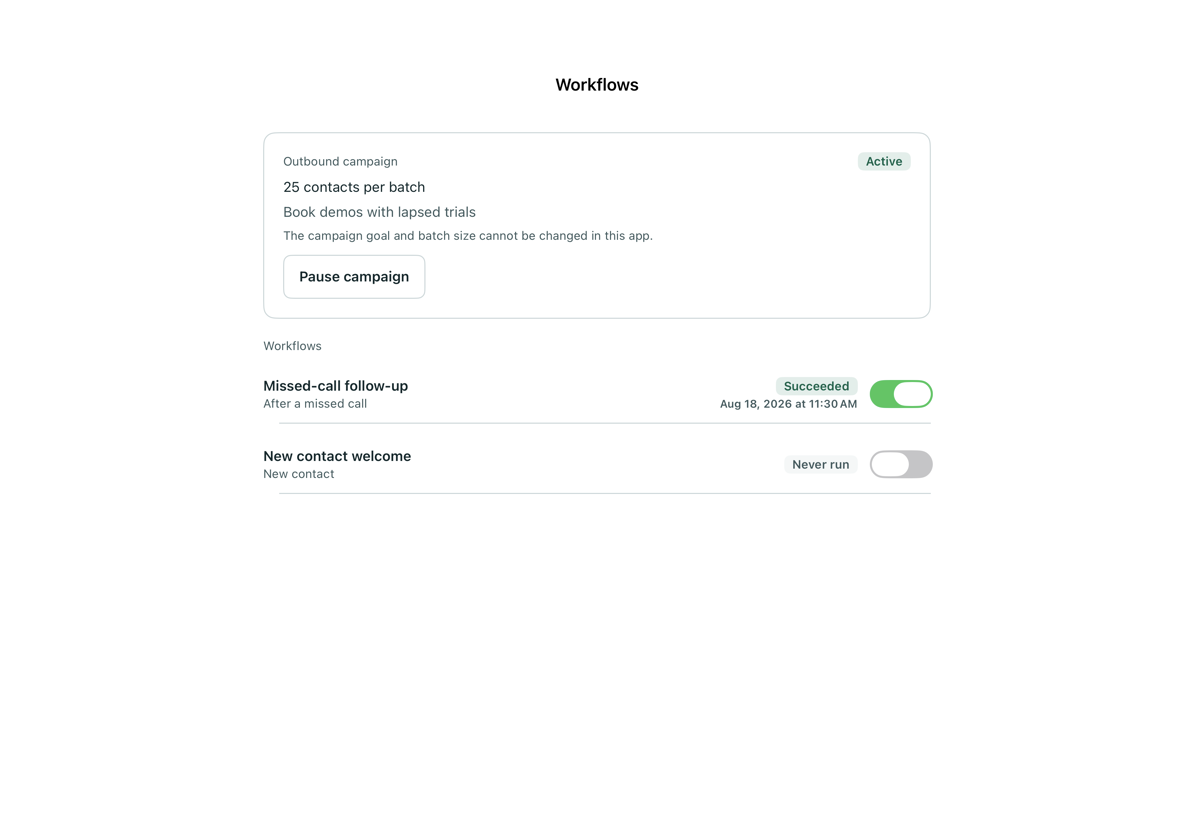 Workflows
Outbound campaign
Active
25 contacts per batch
Book demos with lapsed trials
The campaign goal and batch size cannot be changed in this app.
Pause campaign
Workflows
Missed-call follow-up
Succeeded
After a missed call
Aug 18, 2026 at 11:30 AM
New contact welcome
Never run
New contact